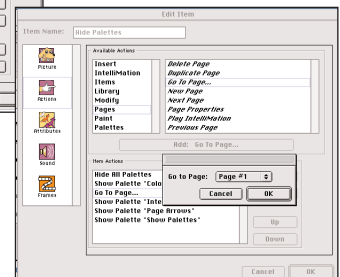 Edit Item
Item Name: Hide Palettes
Picture
Actions
Attributes
Sound
Frames
Available Actions
Insert
IntelliMation
Items
Library
Modify
Pages
Paint
Palettes
Delete Page
Duplicate Page
Go To Page...
New Page
Next Page
Page Properties
Play IntelliMation
Previous Page
Add: Go To Page...
Item Actions
Hide All Palettes
Show Palette "Colo
Go To Page...
Show Palette "Inte
Show Palette "Page Arrows"
Show Palette "Show Palettes"
Go to Page: Page #1
Cancel OK
Up
Down
Cancel OK